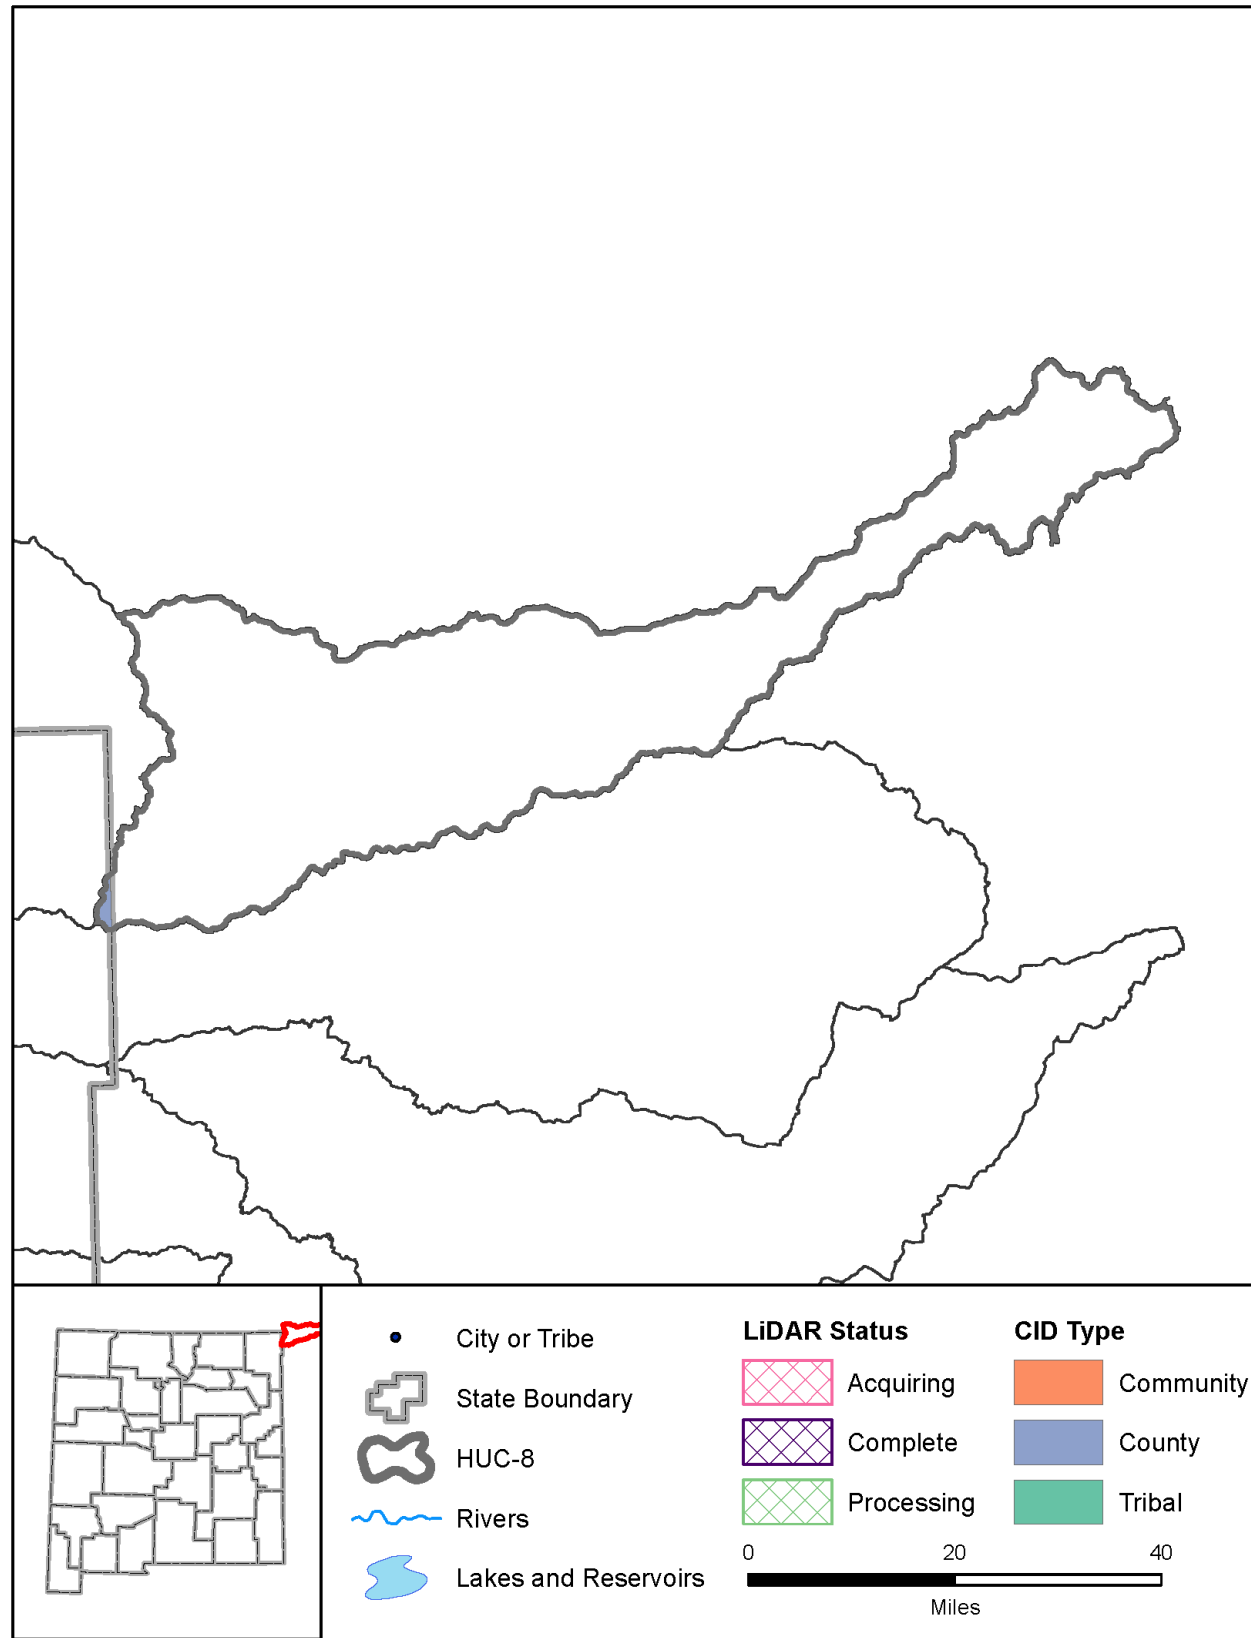 City or Tribe
State Boundary
HUC-8
Rivers
Lakes and Reservoirs
LiDAR Status
Acquiring
Complete
Processing
CID Type
Community
County
Tribal
0 20 40
Miles